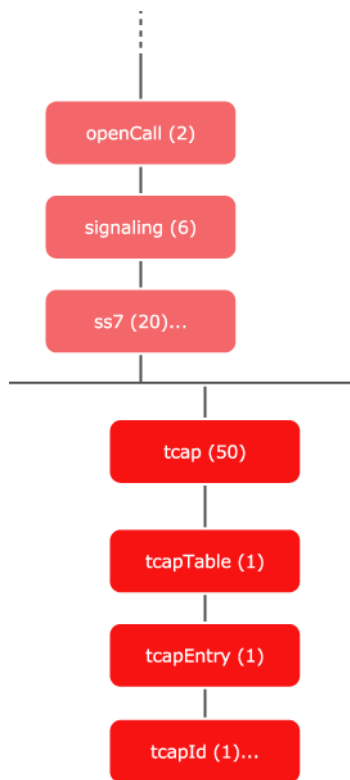 openCall (2)
signaling (6)
ss7 (20)...
tcap (50)
tcapTable (1)
tcapEntry (1)
tcapId (1)...